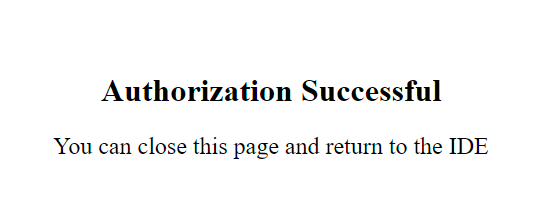 Authorization Successful
You can close this page and return to the IDE